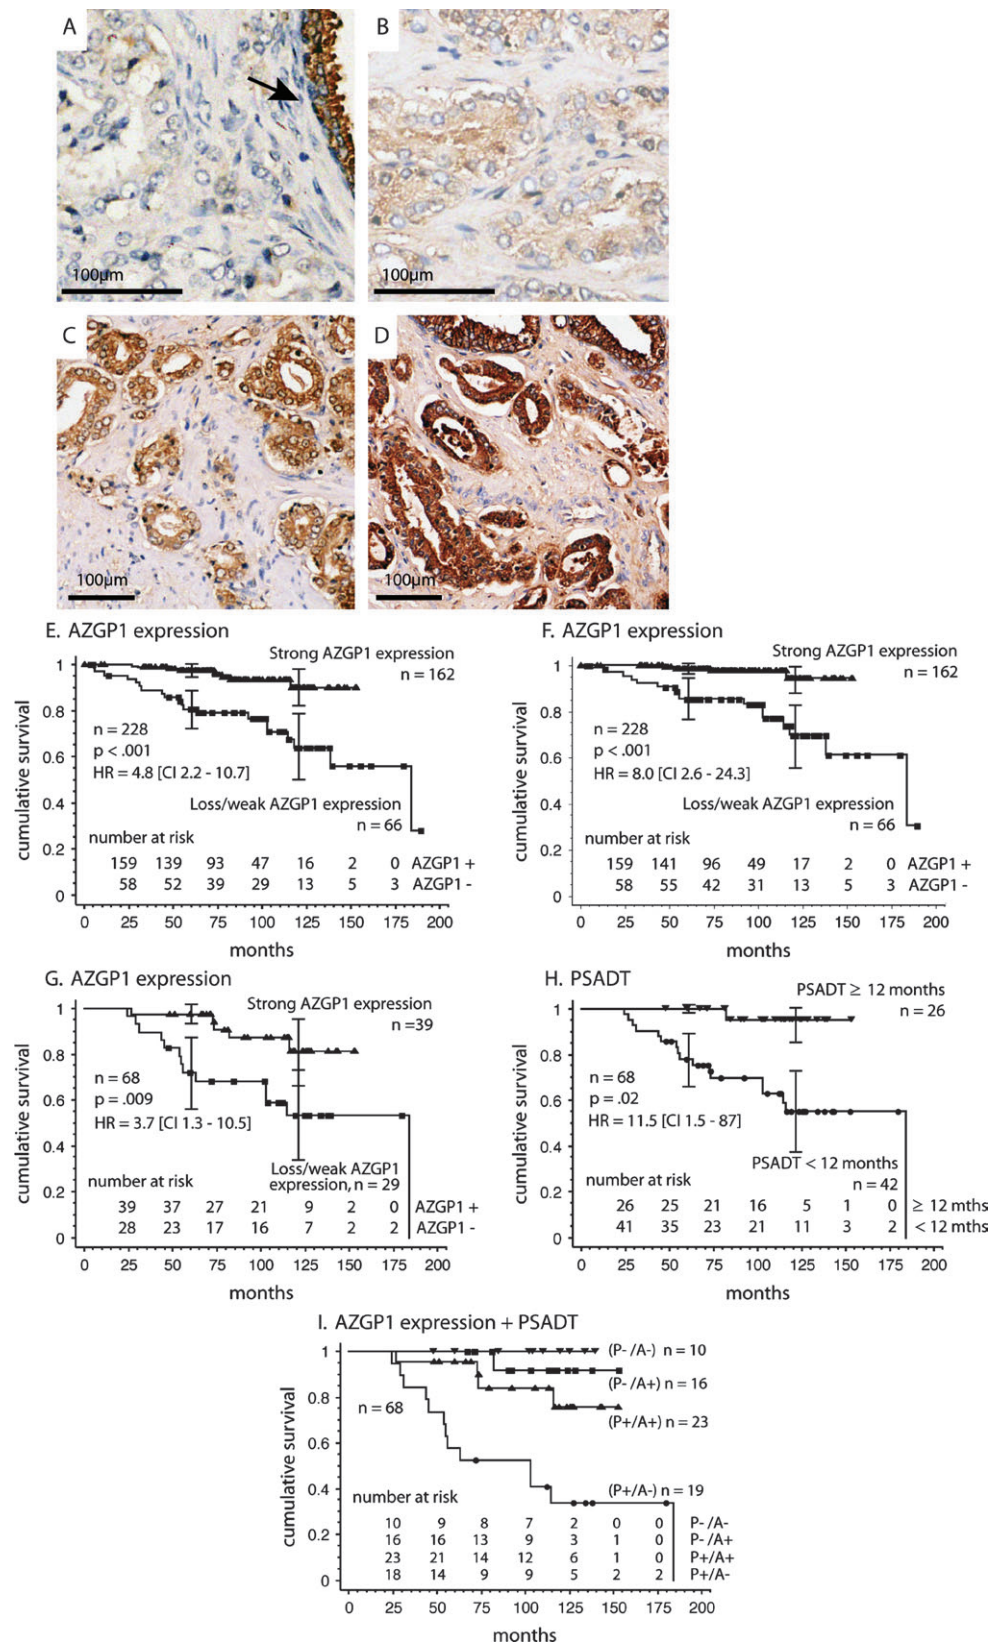 A
B
100µm
100µm
C
D
100µm
100µm
E. AZGP1 expression
cumulative survival
1
0.8
0.6
0.4
0.2
0
Strong AZGP1 expression
n = 162
n = 228
p < .001
HR = 4.8 [CI 2.2 - 10.7]
Loss/weak AZGP1 expression
n = 66
number at risk
159 139 93 47 16 2 0 AZGP1 +
58 52 39 29 13 5 3 AZGP1 -
0 25 50 75 100 125 150 175 200
months
F. AZGP1 expression
cumulative survival
1
0.8
0.6
0.4
0.2
0
Strong AZGP1 expression
n = 162
n = 228
p < .001
HR = 8.0 [CI 2.6 - 24.3]
Loss/weak AZGP1 expression
n = 66
number at risk
159 141 96 49 17 2 0 AZGP1 +
58 55 42 31 13 5 3 AZGP1 -
0 25 50 75 100 125 150 175 200
months
G. AZGP1 expression
cumulative survival
1
0.8
0.6
0.4
0.2
0
Strong AZGP1 expression
n =39
n = 68
p = .009
HR = 3.7 [CI 1.3 - 10.5]
Loss/weak AZGP1
expression, n = 29
number at risk
39 37 27 21 9 2 0 AZGP1 +
28 23 17 16 7 2 2 AZGP1 -
0 25 50 75 100 125 150 175 200
months
H. PSADT
cumulative survival
1
0.8
0.6
0.4
0.2
0
PSADT ≥ 12 months
n = 26
n = 68
p = .02
HR = 11.5 [CI 1.5 - 87]
PSADT < 12 months
n = 42
number at risk
26 25 21 16 5 1 0 ≥ 12 mths
41 35 23 21 11 3 2 < 12 mths
0 25 50 75 100 125 150 175 200
months
I. AZGP1 expression + PSADT
cumulative survival
1
0.8
0.6
0.4
0.2
0
(P-/A-) n = 10
(P-/A+) n = 16
(P+/A+) n = 23
n = 68
(P+/A-) n = 19
number at risk
10 9 8 7 2 0 0 P-/A-
16 16 13 9 3 1 0 P-/A+
23 21 14 12 6 1 0 P+/A+
18 14 9 9 5 2 2 P+/A-
0 25 50 75 100 125 150 175 200
months